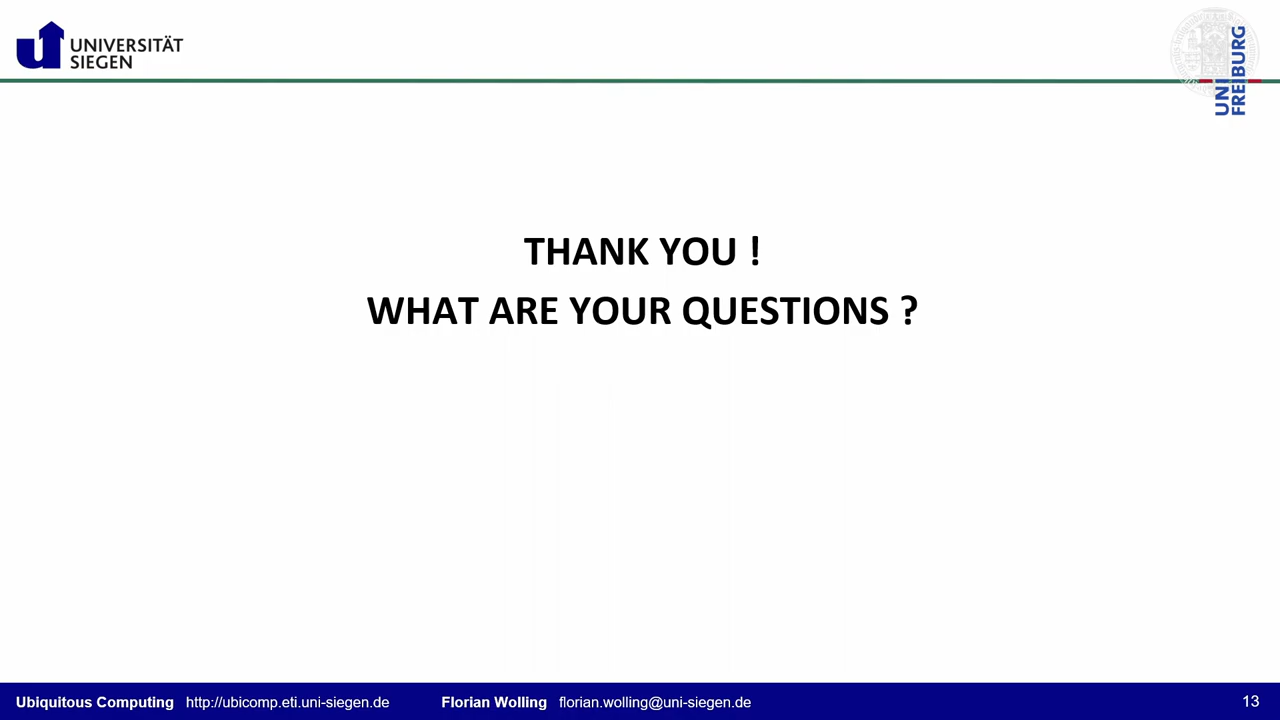 UNIVERSITÄT
SIEGEN
UNI
FREIBURG
THANK YOU !
WHAT ARE YOUR QUESTIONS ?
Ubiquitous Computing http://ubicomp.eti.uni-siegen.de Florian Wolling florian.wolling@uni-siegen.de 13